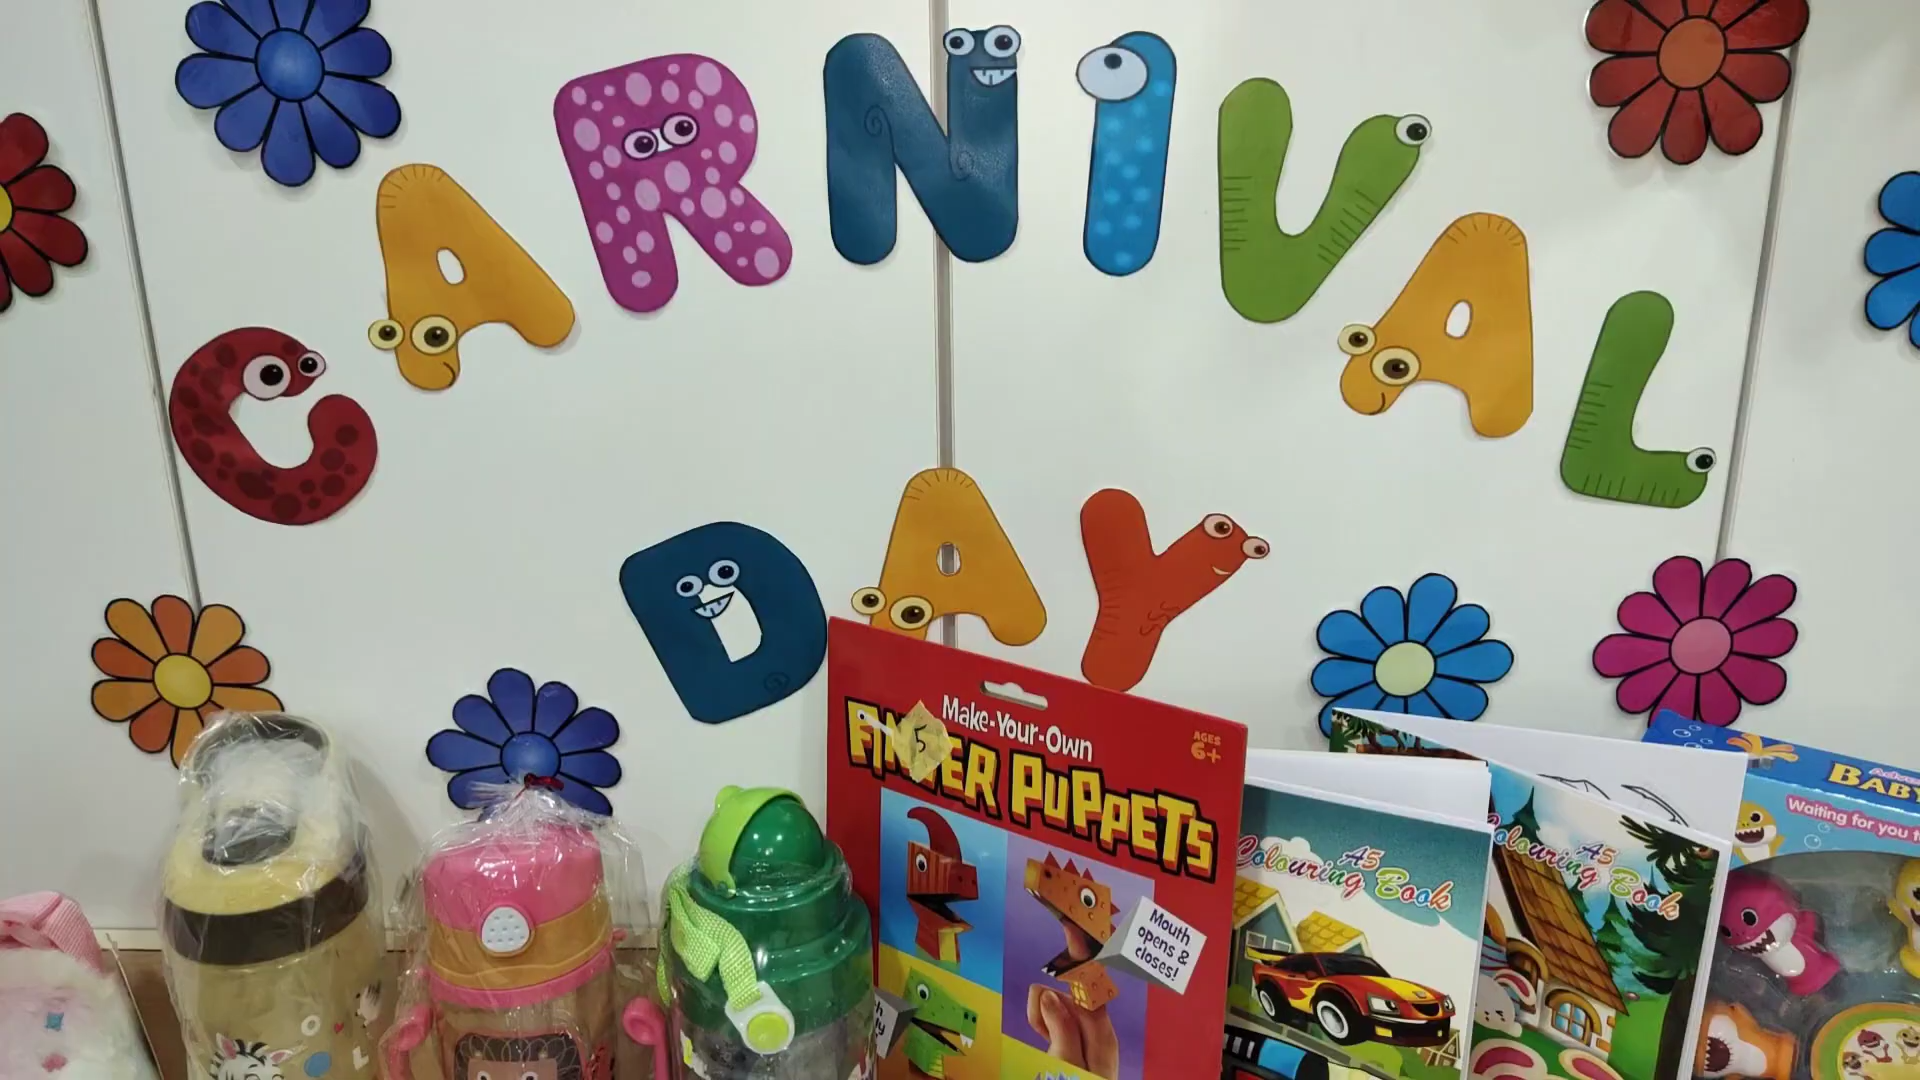 CARNIVAL
DAY
Make-Your-Own
FINGER PUPPETS
AGES
6+
5
Mouth
opens &
closes!
A5
Colouring Book
A5
Colouring Book
BABY
Waiting for you